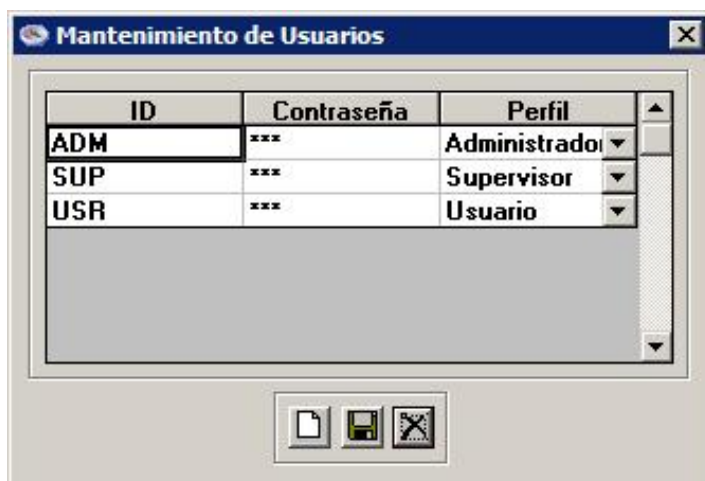 Mantenimiento de Usuarios
ID Contraseña Perfil
ADM *** Administrador
SUP *** Supervisor
USR *** Usuario